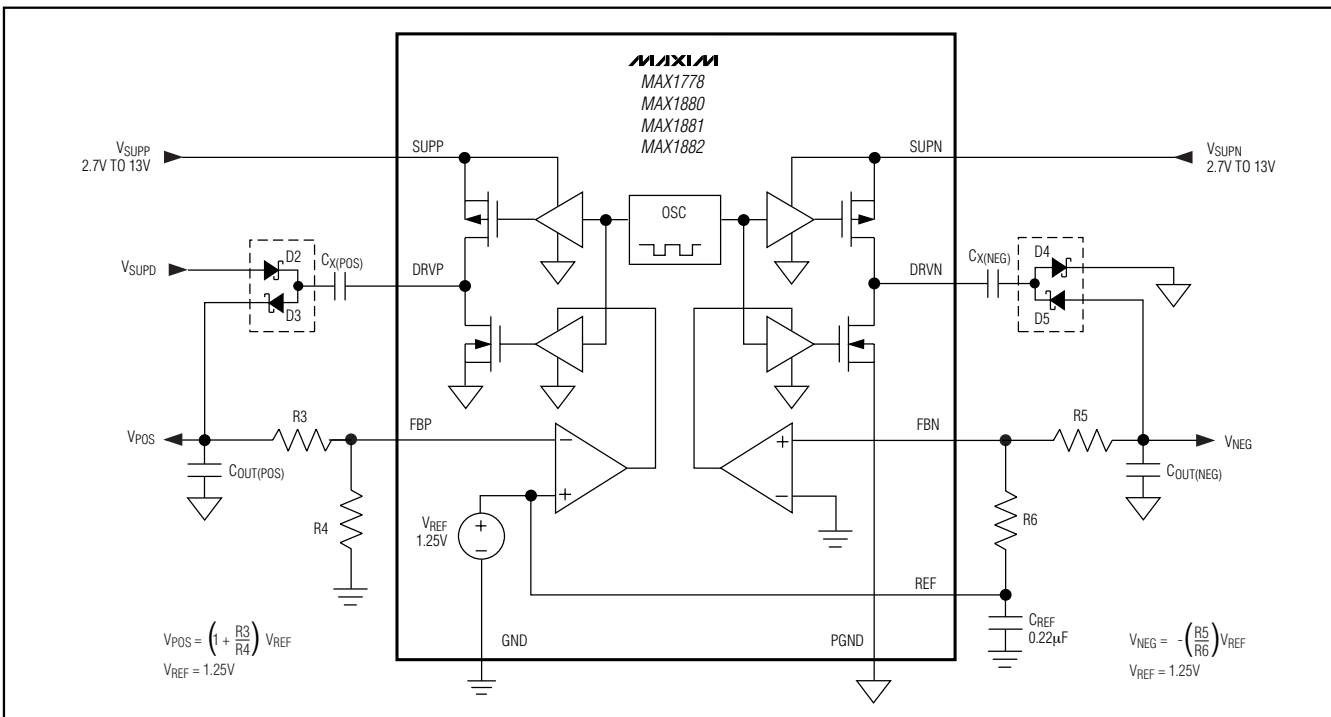 MAXIM
MAX1778
MAX1880
MAX1881
MAX1882
VSUPP
2.7V TO 13V
SUPP
SUPN
VSUPN
2.7V TO 13V
OSC
VSUPD
D2
D3
CX(POS)
DRVP
DRVN
CX(NEG)
D4
D5
VPOS
R3
FBP
FBN
R5
VNEG
COUT(POS)
R4
−
+
+
−
COUT(NEG)
R6
VREF
1.25V
+
−
REF
CREF
0.22μF
GND
PGND
VPOS = (1 + R3/R4) VREF
VREF = 1.25V
VNEG = -(R5/R6)VREF
VREF = 1.25V